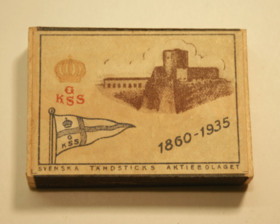 G
KSS
G
KSS
1860-1935
SVENSKA TÄNDSTICKS AKTIEBOLAGET